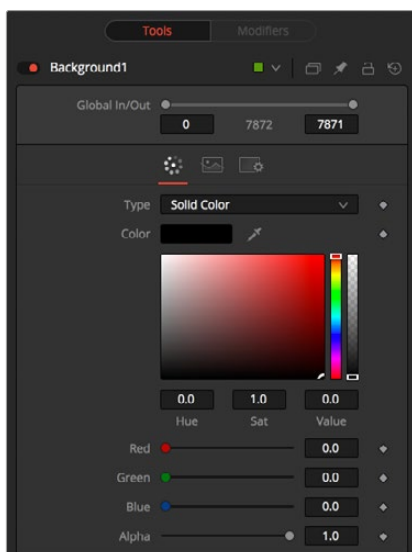 Tools Modifiers
Background1
Global In/Out
0 7872 7871
Type Solid Color
Color
0.0 1.0 0.0
Hue Sat Value
Red 0.0
Green 0.0
Blue 0.0
Alpha 1.0